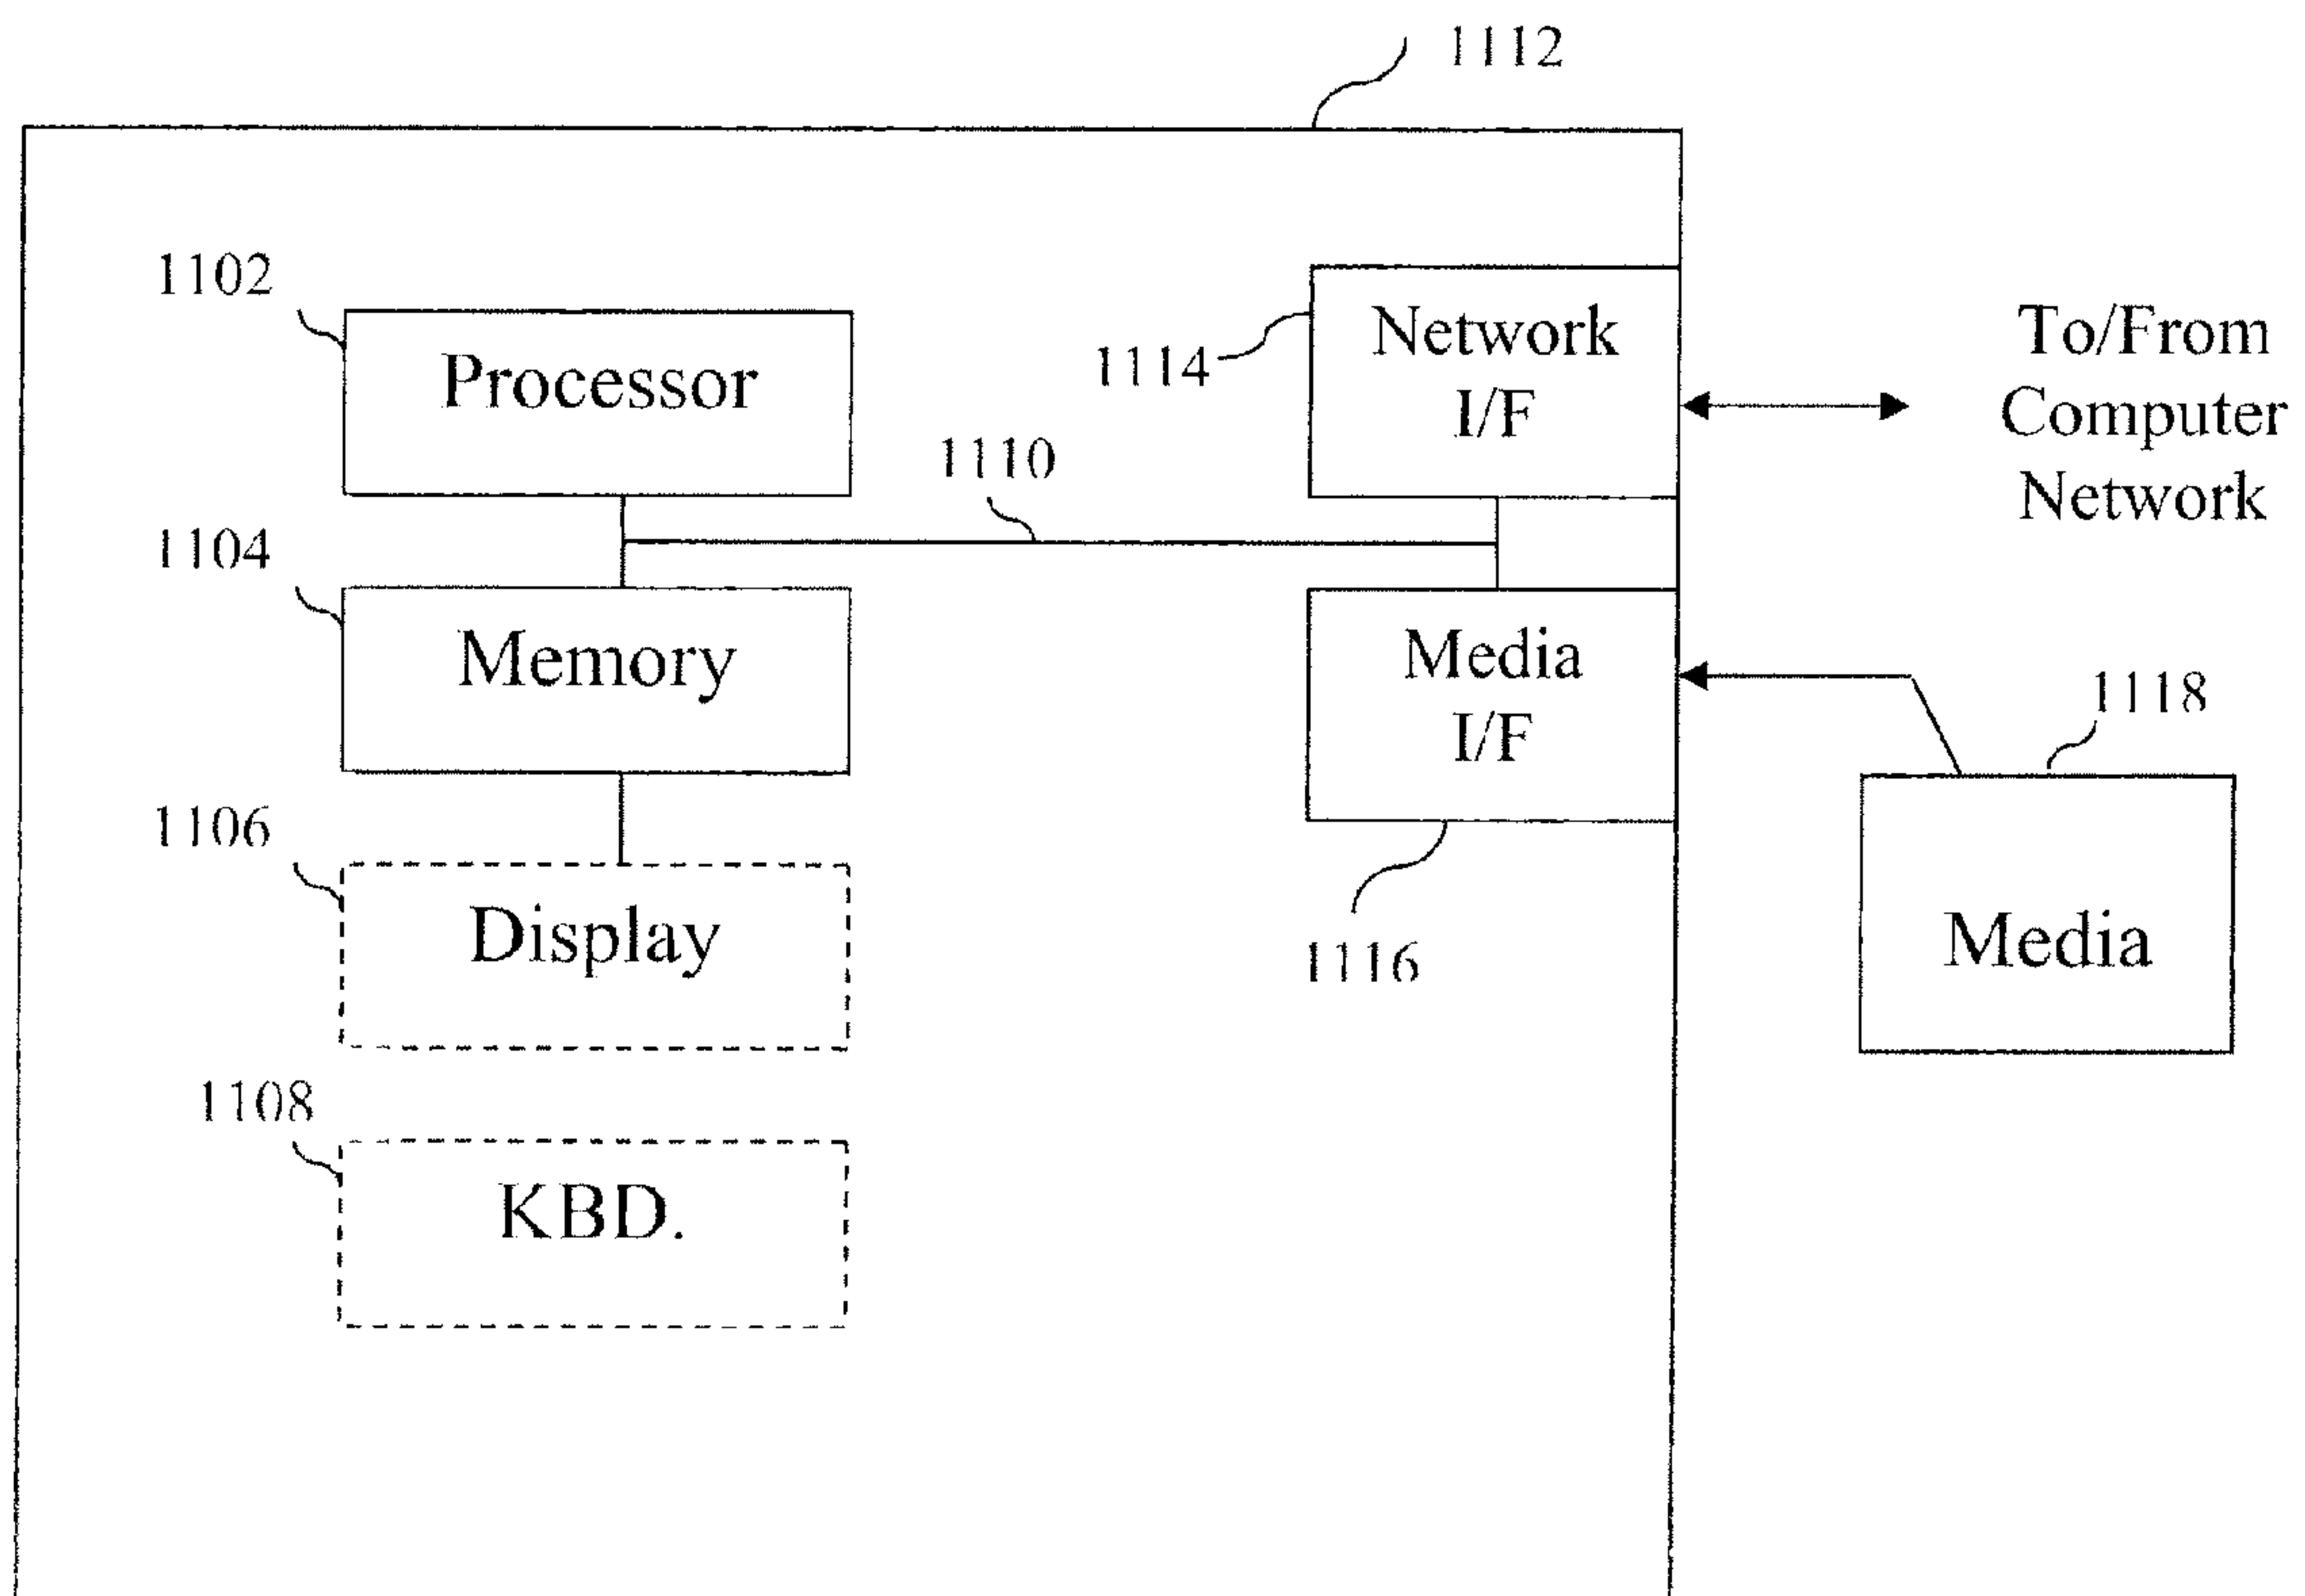 1112
1102
Processor
1114
Network
I/F
To/From
Computer
Network
1110
1104
Memory
Media
I/F
1118
1106
Display
1116
Media
1108
KBD.